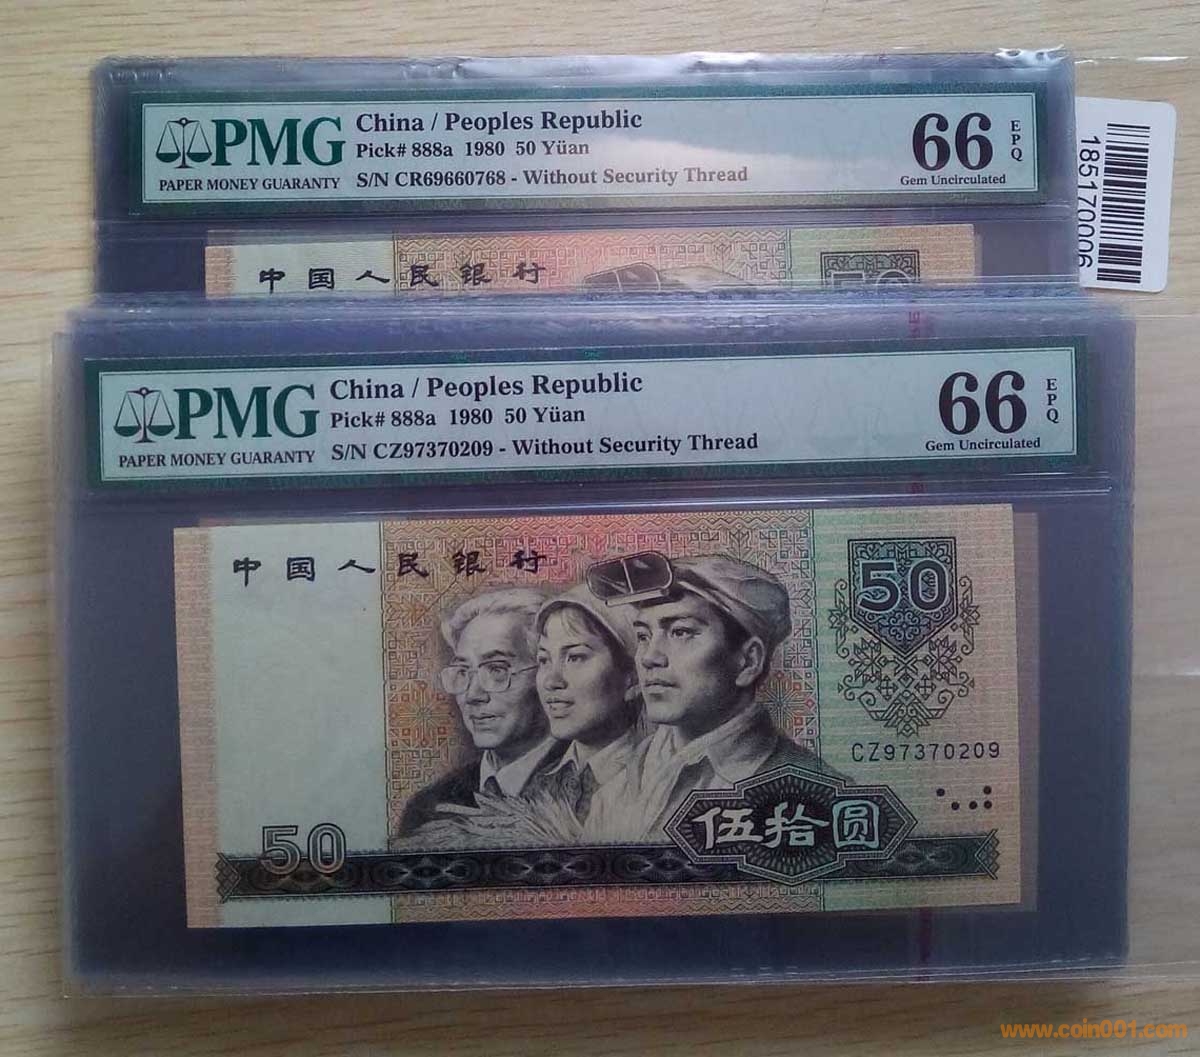 PMG
PAPER MONEY GUARANTY
China / Peoples Republic
Pick# 888a 1980 50 Yüan
S/N CR69660768 - Without Security Thread
66 EPQ
Gem Uncirculated
185170006
中国人民银行
50
PMG
PAPER MONEY GUARANTY
China / Peoples Republic
Pick# 888a 1980 50 Yüan
S/N CZ97370209 - Without Security Thread
66 EPQ
Gem Uncirculated
中国人民银行
50
CZ97370209
伍拾圆
50
www.coin001.com